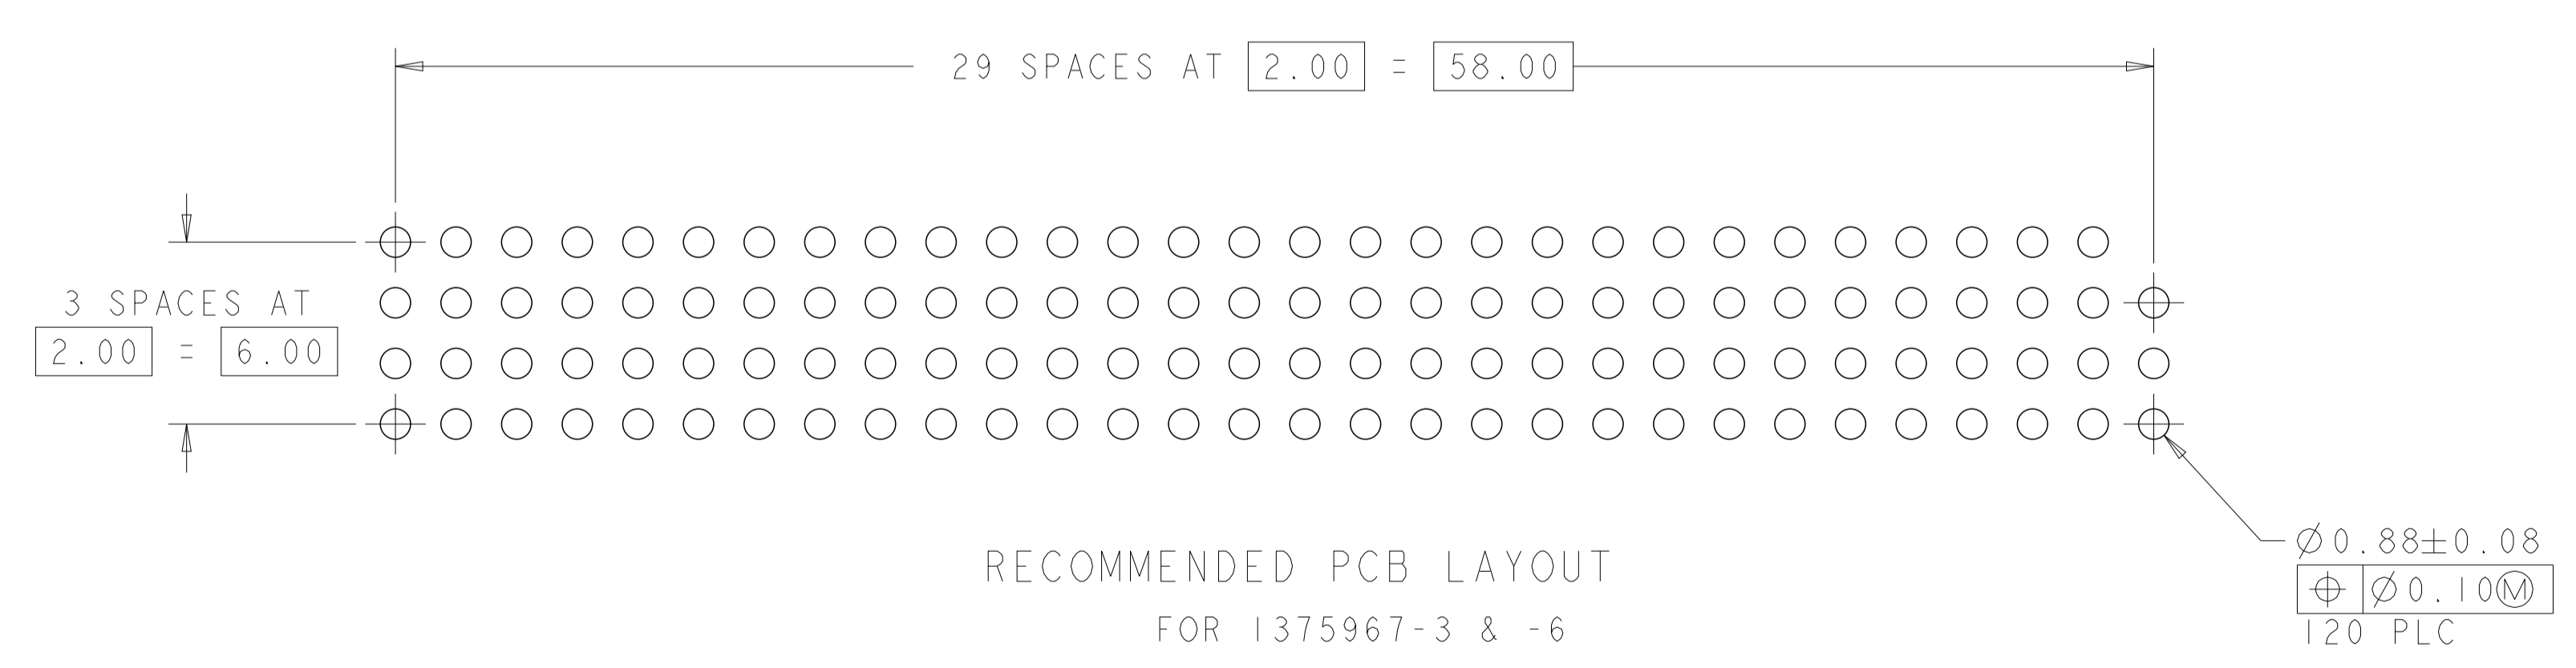 29 SPACES AT 2.00 = 58.00
3 SPACES AT
2.00 = 6.00
RECOMMENDED PCB LAYOUT
FOR 1375967-3 & -6
Ø0.88±0.08
⌖ Ø0.10Ⓜ
120 PLC